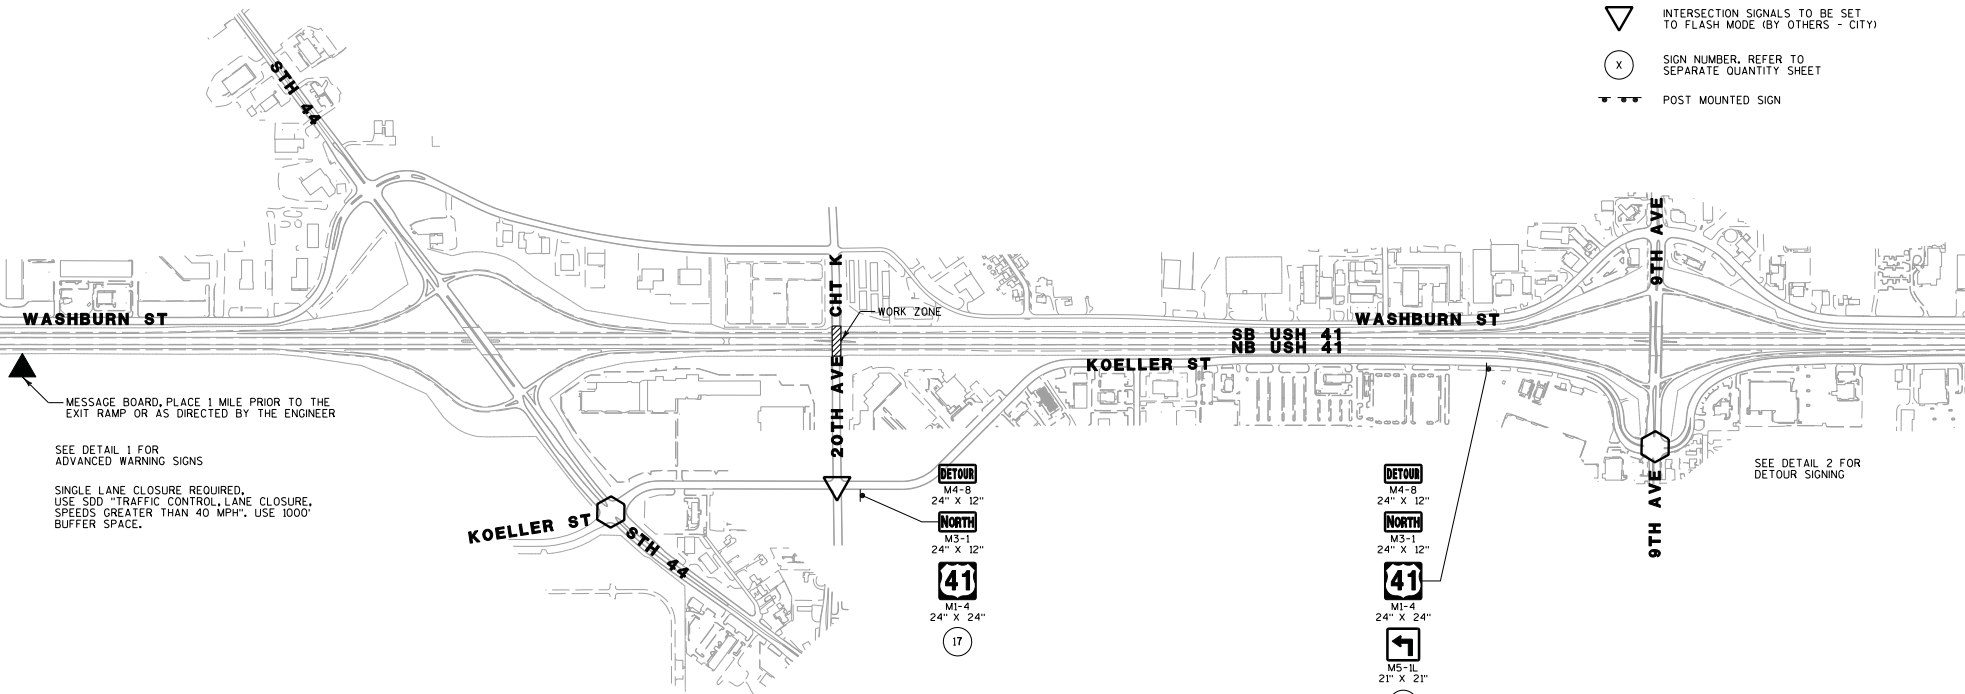 INTERSECTION SIGNALS TO BE SET
TO FLASH MODE (BY OTHERS - CITY)
X
SIGN NUMBER, REFER TO
SEPARATE QUANTITY SHEET
POST MOUNTED SIGN
STH 44
9TH AVE
CHT K
WORK ZONE
WASHBURN ST
WASHBURN ST
SB USH 41
NB USH 41
KOELLER ST
20TH AVE
MESSAGE BOARD, PLACE 1 MILE PRIOR TO THE
EXIT RAMP OR AS DIRECTED BY THE ENGINEER
SEE DETAIL 1 FOR
ADVANCED WARNING SIGNS
SINGLE LANE CLOSURE REQUIRED,
USE SDD "TRAFFIC CONTROL, LANE CLOSURE,
SPEEDS GREATER THAN 40 MPH". USE 1000'
BUFFER SPACE.
KOELLER ST
STH 44
DETOUR
M4-8
24" X 12"
NORTH
M3-1
24" X 12"
41
M1-4
24" X 24"
17
DETOUR
M4-8
24" X 12"
NORTH
M3-1
24" X 12"
41
M1-4
24" X 24"
M5-1L
21" X 21"
9TH AVE
SEE DETAIL 2 FOR
DETOUR SIGNING